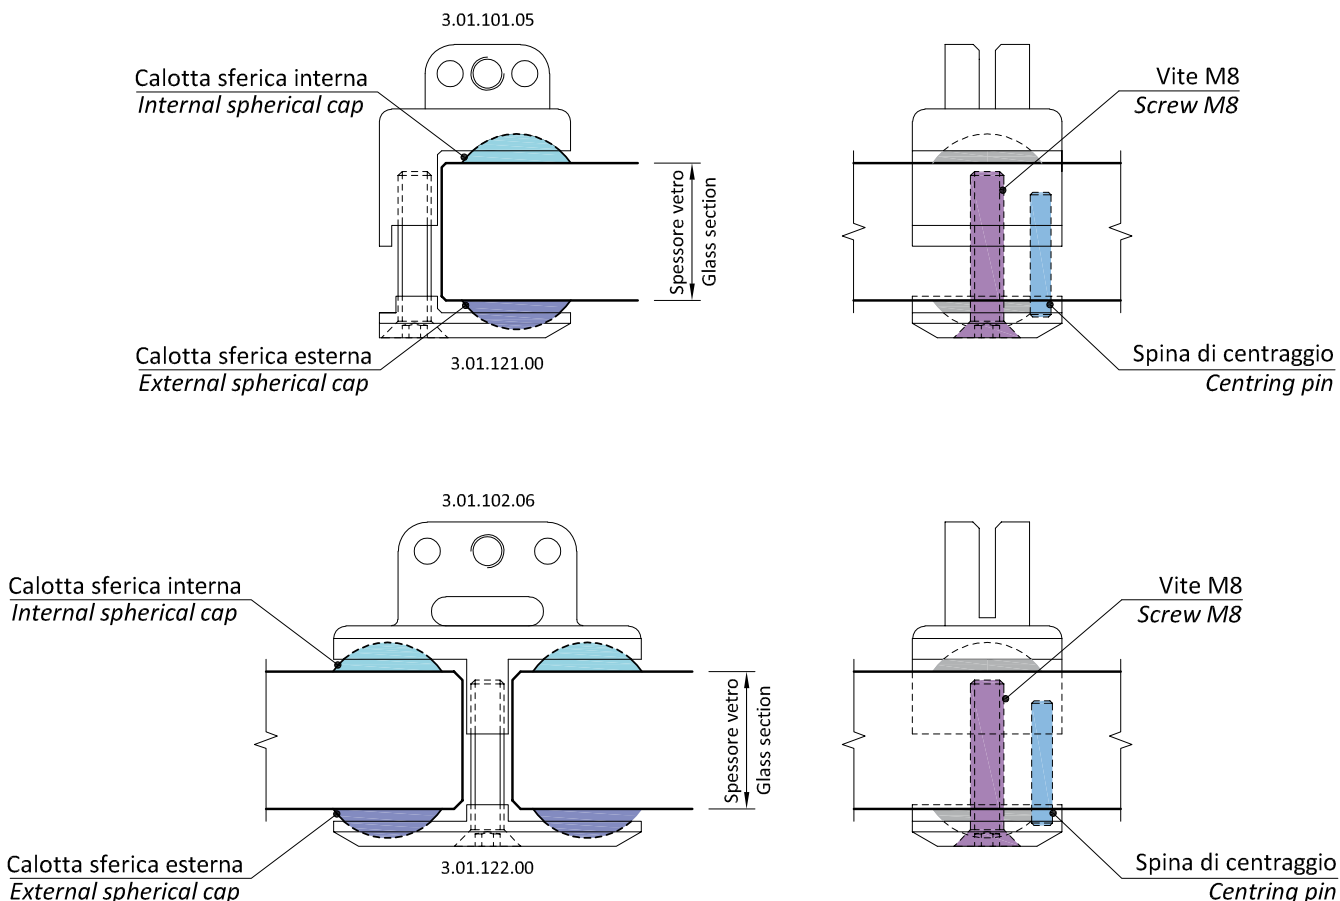 3.01.101.05
Calotta sferica interna
Internal spherical cap
Vite M8
Screw M8
Spessore vetro
Glass section
Calotta sferica esterna
External spherical cap
3.01.121.00
Spina di centraggio
Centring pin
3.01.102.06
Calotta sferica interna
Internal spherical cap
Vite M8
Screw M8
Spessore vetro
Glass section
Calotta sferica esterna
External spherical cap
3.01.122.00
Spina di centraggio
Centring pin